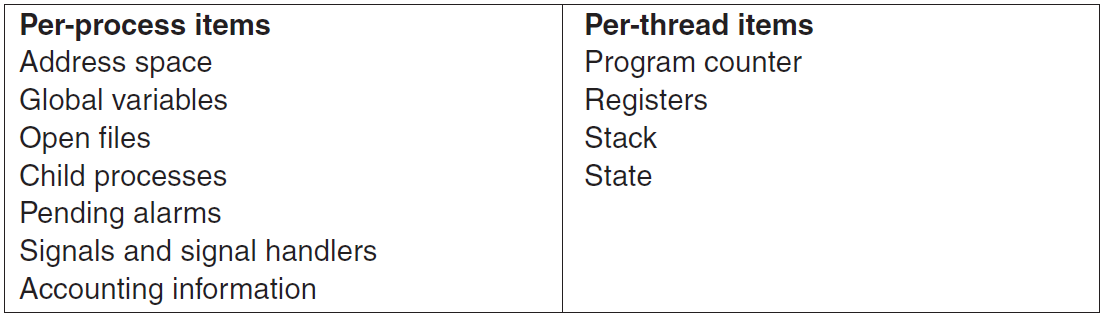 Per-process items
Address space
Global variables
Open files
Child processes
Pending alarms
Signals and signal handlers
Accounting information
Per-thread items
Program counter
Registers
Stack
State